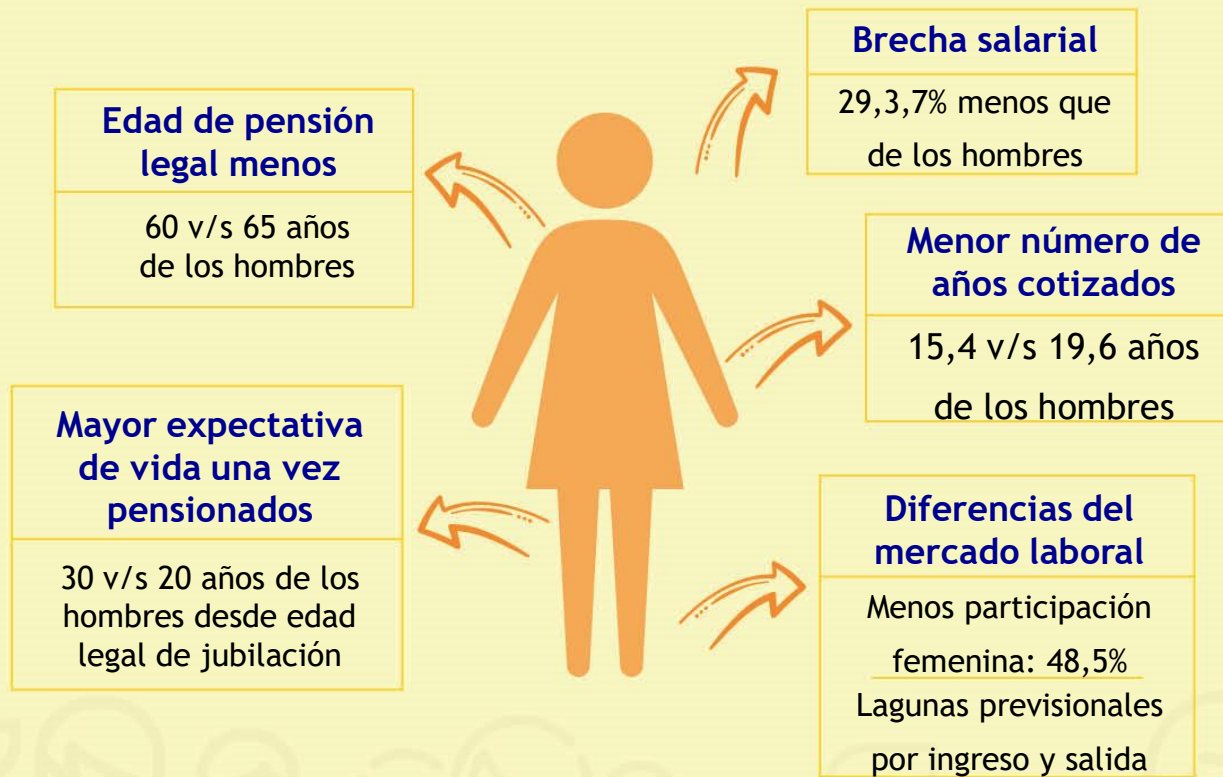 Edad de pensión
legal menos
60 v/s 65 años
de los hombres
Mayor expectativa
de vida una vez
pensionados
30 v/s 20 años de los
hombres desde edad
legal de jubilación
Brecha salarial
29,3,7% menos que
de los hombres
Menor número de
años cotizados
15,4 v/s 19,6 años
de los hombres
Diferencias del
mercado laboral
Menos participación
femenina: 48,5%
Lagunas previsionales
por ingreso y salida